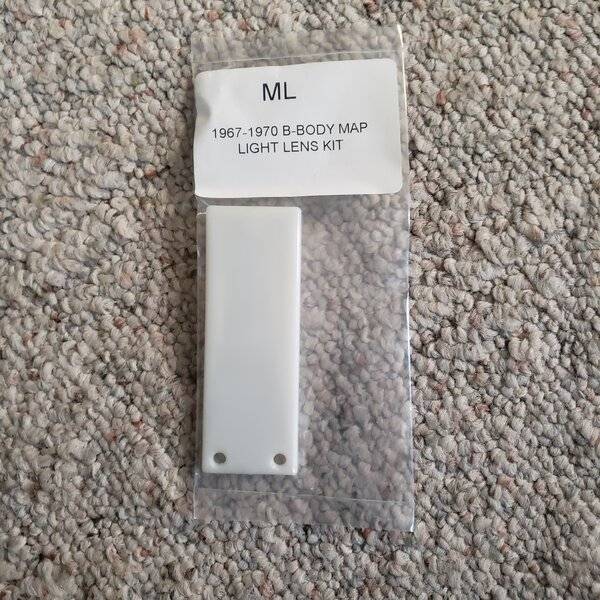 ML
1967-1970 B-BODY MAP
LIGHT LENS KIT